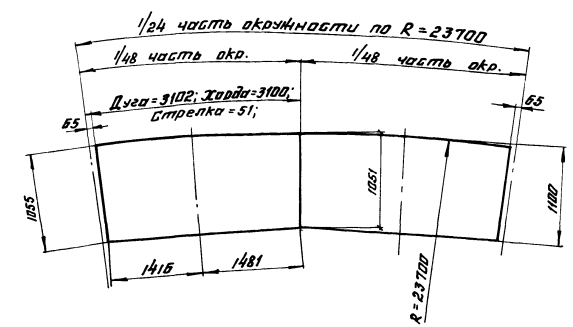 1/24 часть окружности по R=23700
1/48 часть окр.
1/48 часть окр.
Дуга=3102; Хорда=3100;
Стрелка=51;
65
65
1055
1051
1100
1416
1481
R=23700